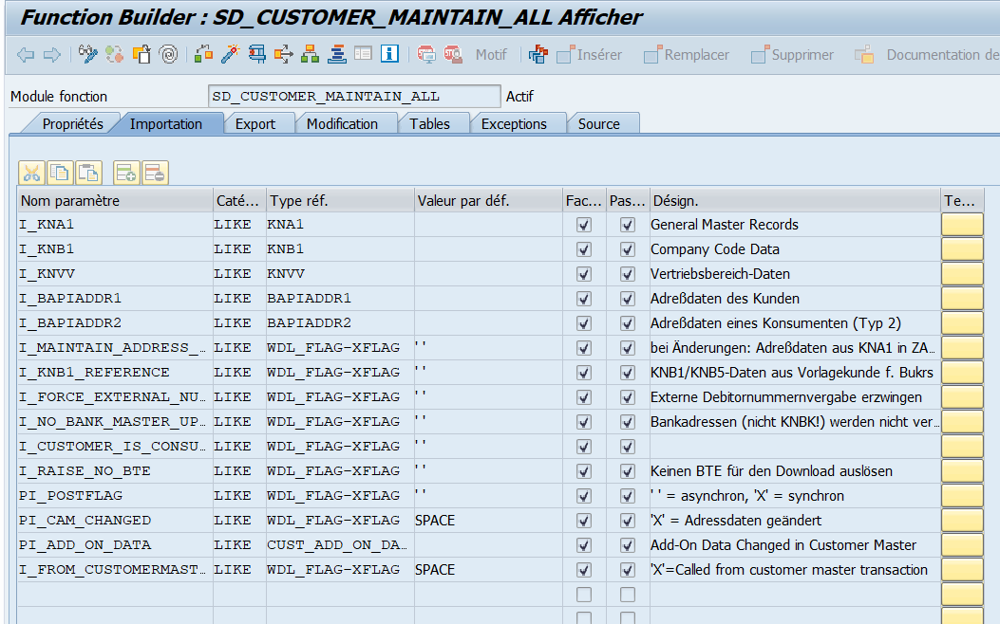 Function Builder : SD_CUSTOMER_MAINTAIN_ALL Afficher
Motif Insérer Remplacer Supprimer Documentation de
Module fonction SD_CUSTOMER_MAINTAIN_ALL Actif
Propriétés Importation Export Modification Tables Exceptions Source
Nom paramètre Caté... Type réf. Valeur par déf. Fac... Pas... Désign. Te...
I_KNA1 LIKE KNA1 General Master Records
I_KNB1 LIKE KNB1 Company Code Data
I_KNVV LIKE KNVV Vertriebsbereich-Daten
I_BAPIADDR1 LIKE BAPIADDR1 Adreßdaten des Kunden
I_BAPIADDR2 LIKE BAPIADDR2 Adreßdaten eines Konsumenten (Typ 2)
I_MAINTAIN_ADDRESS_... LIKE WDL_FLAG-XFLAG ' ' bei Änderungen: Adreßdaten aus KNA1 in ZA...
I_KNB1_REFERENCE LIKE WDL_FLAG-XFLAG ' ' KNB1/KNB5-Daten aus Vorlagekunde f. Bukrs
I_FORCE_EXTERNAL_NU... LIKE WDL_FLAG-XFLAG ' ' Externe Debitornummernvergabe erzwingen
I_NO_BANK_MASTER_UP... LIKE WDL_FLAG-XFLAG ' ' Bankadressen (nicht KNBK!) werden nicht ver...
I_CUSTOMER_IS_CONSU... LIKE WDL_FLAG-XFLAG ' '
I_RAISE_NO_BTE LIKE WDL_FLAG-XFLAG ' ' Keinen BTE für den Download auslösen
PI_POSTFLAG LIKE WDL_FLAG-XFLAG ' ' ' ' = asynchron, 'X' = synchron
PI_CAM_CHANGED LIKE WDL_FLAG-XFLAG SPACE 'X' = Adressdaten geändert
PI_ADD_ON_DATA LIKE CUST_ADD_ON_DA... Add-On Data Changed in Customer Master
I_FROM_CUSTOMERMAST... LIKE WDL_FLAG-XFLAG SPACE 'X'=Called from customer master transaction